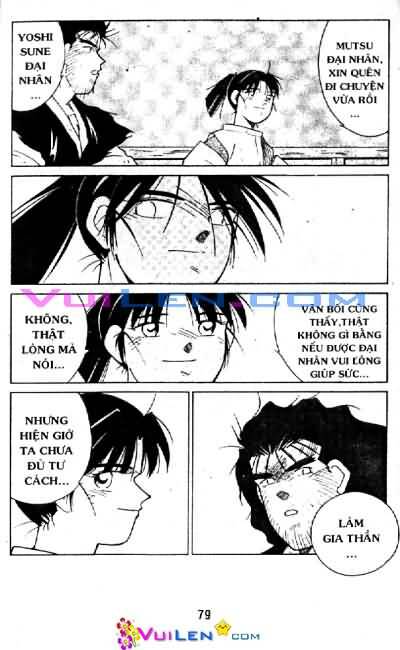 YOSHI
SUNE
ĐẠI
NHÂN
...
MUTSU
ĐẠI NHÂN,
XIN QUÊN
ĐI CHUYỆN
VỪA RỒI
...
VUILEN.COM
KHÔNG,
THẬT
LÒNG MÀ
NÓI...
VÃN BỐI CŨNG
THẤY,THẬT
KHÔNG GÌ BẰNG
NẾU ĐƯỢC ĐẠI
NHÂN VUI LÒNG
GIÚP SỨC...
NHƯNG
HIỆN GIỜ
TA CHƯA
ĐỦ TƯ
CÁCH...
LÀM
GIA THẦN
...
79
VUILEN.COM